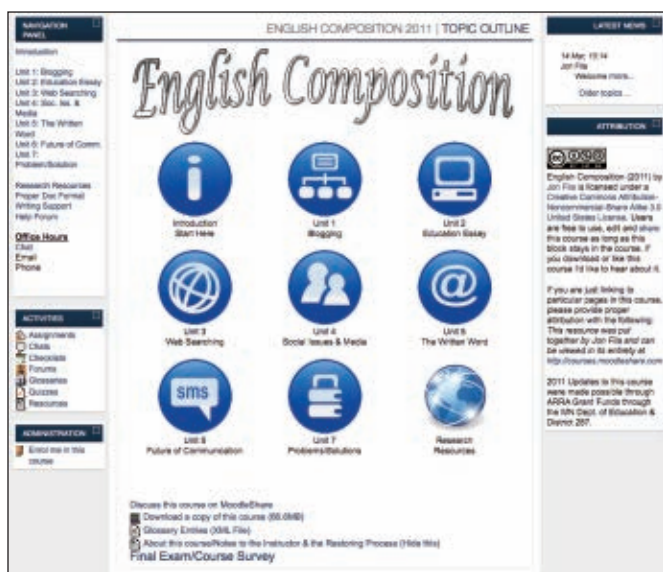 NAVIGATION
PANEL
Introduction
Unit 1: Blogging
Unit 2: Education Essay
Unit 3: Web Searching
Unit 4: Soc. Iss. &
Media
Unit 5: The Written
Word
Unit 6: Future of Comm.
Unit 7:
Problem/Solution
Research Resources
Proper Doc Format
Writing Support
Help Forum
Office Hours
Chat
Email
Phone
ACTIVITIES
Assignments
Chats
Checklists
Forums
Glossaries
Quizzes
Resources
ADMINISTRATION
Enrol me in this
course
ENGLISH COMPOSITION 2011 | TOPIC OUTLINE
English Composition
Introduction
Start Here
Unit 1
Blogging
Unit 2
Education Essay
Unit 3
Web Searching
Unit 4
Social Issues & Media
@
Unit 5
The Written Word
sms
Unit 6
Future of Communication
Unit 7
Problems/Solutions
Research
Resources
Discuss this course on MoodleShare
Download a copy of this course (66.6MB)
Glossary Entries (XML File)
About this course/Notes to the Instructor & the Restoring Process (Hide this)
Final Exam/Course Survey
LATEST NEWS
14 Mar, 15:14
Jon Fila
Welcome more...
Older topics ...
ATTRIBUTION
English Composition (2011) by
Jon Fila is licensed under a
Creative Commons Attribution-
Noncommercial-Share Alike 3.0
United States License. Users
are free to use, edit and share
this course as long as this
block stays in the course. If
you download or like this
course I'd like to hear about it.
If you are just linking to
particular pages in this course,
please provide proper
attribution with the following:
This resource was put
together by Jon Fila and can
be viewed in its entirety at
http://courses.moodleshare.com
2011 Updates to this course
were made possible through
ARRA Grant Funds through
the MN Dept. of Education &
District 287.